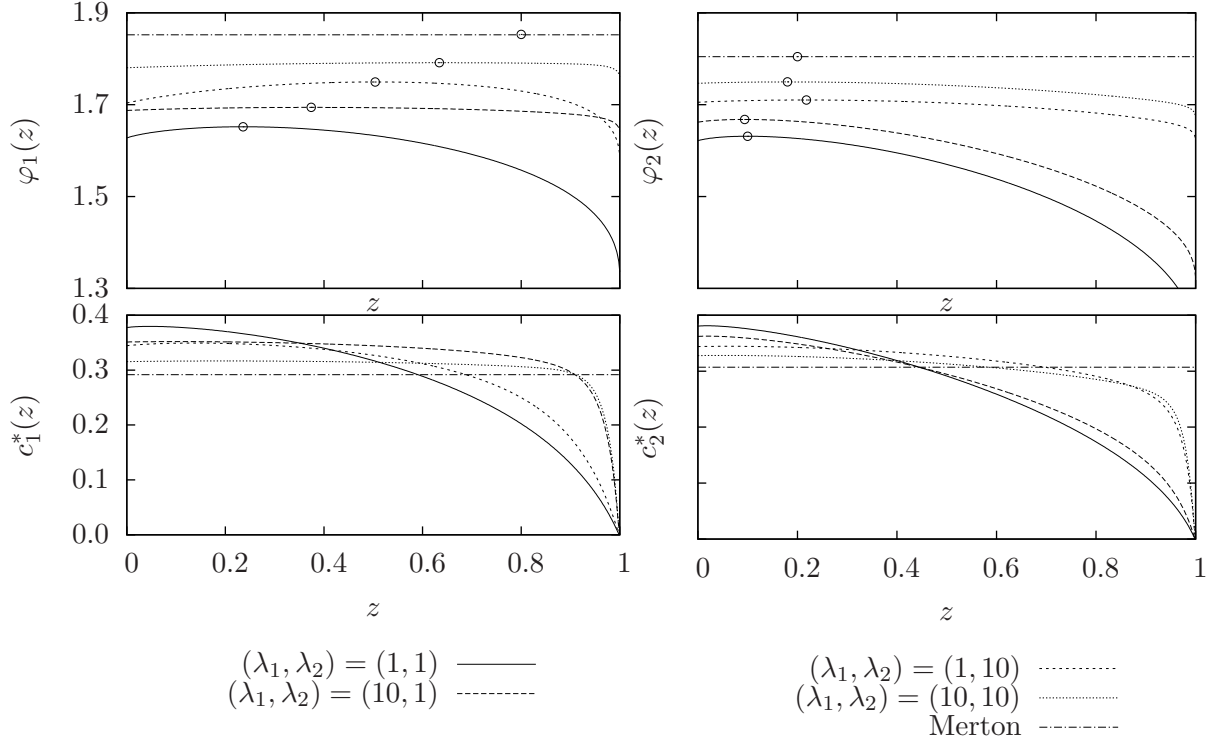 1.9
1.7
1.5
1.3
φ₁(z)
φ₂(z)
z
z
0.4
0.3
0.2
0.1
0.0
c₁*(z)
c₂*(z)
0 0.2 0.4 0.6 0.8 1
0 0.2 0.4 0.6 0.8 1
z
z
(λ₁, λ₂) = (1, 1)
(λ₁, λ₂) = (10, 1)
(λ₁, λ₂) = (1, 10)
(λ₁, λ₂) = (10, 10)
Merton